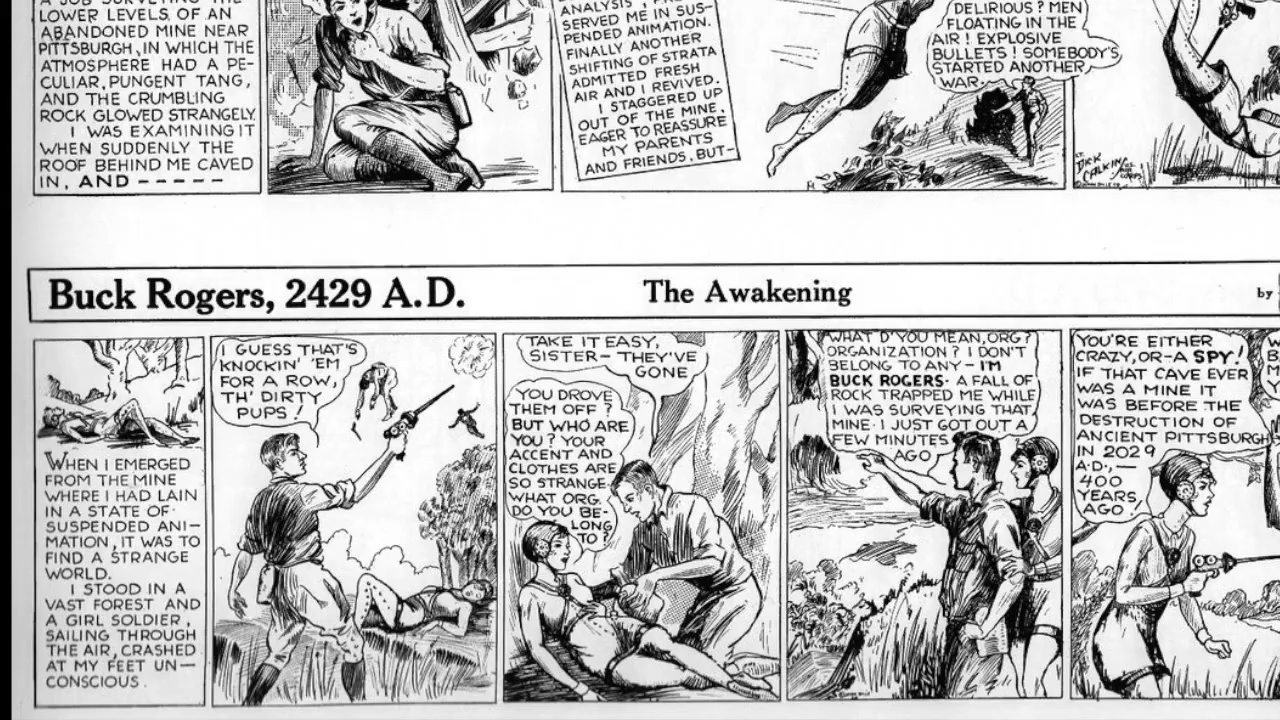 A JOB SURVEYING THE
LOWER LEVELS OF AN
ABANDONED MINE NEAR
PITTSBURGH, IN WHICH THE
ATMOSPHERE HAD A PE-
CULIAR, PUNGENT TANG,
AND THE CRUMBLING
ROCK GLOWED STRANGELY.
I WAS EXAMINING IT
WHEN SUDDENLY THE
ROOF BEHIND ME CAVED
IN, AND -----
SERVED ME IN SUS-
PENDED ANIMATION.
FINALLY ANOTHER
SHIFTING OF STRATA
ADMITTED FRESH
AIR AND I REVIVED.
I STAGGERED UP
OUT OF THE MINE,
EAGER TO REASSURE
MY PARENTS
AND FRIENDS. BUT-
DELIRIOUS? MEN
FLOATING IN THE
AIR! EXPLOSIVE
BULLETS! SOMEBODY'S
STARTED ANOTHER
WAR.
DICK
CALKINS
Buck Rogers, 2429 A.D.
The Awakening
by
WHEN I EMERGED
FROM THE MINE
WHERE I HAD LAIN
IN A STATE OF
SUSPENDED ANI-
MATION, IT WAS TO
FIND A STRANGE
WORLD.
I STOOD IN A
VAST FOREST AND
A GIRL SOLDIER,
SAILING THROUGH
THE AIR, CRASHED
AT MY FEET UN-
CONSCIOUS.
I GUESS THAT'S
KNOCKIN' 'EM
FOR A ROW,
TH' DIRTY
PUPS!
TAKE IT EASY,
SISTER- THEY'VE
GONE
YOU DROVE
THEM OFF?
BUT WHO ARE
YOU? YOUR
ACCENT AND
CLOTHES ARE
SO STRANGE.
WHAT ORG.
DO YOU BE-
LONG
TO?
WHAT D'YOU MEAN, ORG?
ORGANIZATION? I DON'T
BELONG TO ANY - I'M
BUCK ROGERS. A FALL OF
ROCK TRAPPED ME WHILE
I WAS SURVEYING THAT
MINE. I JUST GOT OUT A
FEW MINUTES
AGO
YOU'RE EITHER
CRAZY, OR-A SPY!
IF THAT CAVE EVER
WAS A MINE IT
WAS BEFORE THE
DESTRUCTION OF
ANCIENT PITTSBURGH
IN 2029
A.D.,—
400
YEARS
AGO!